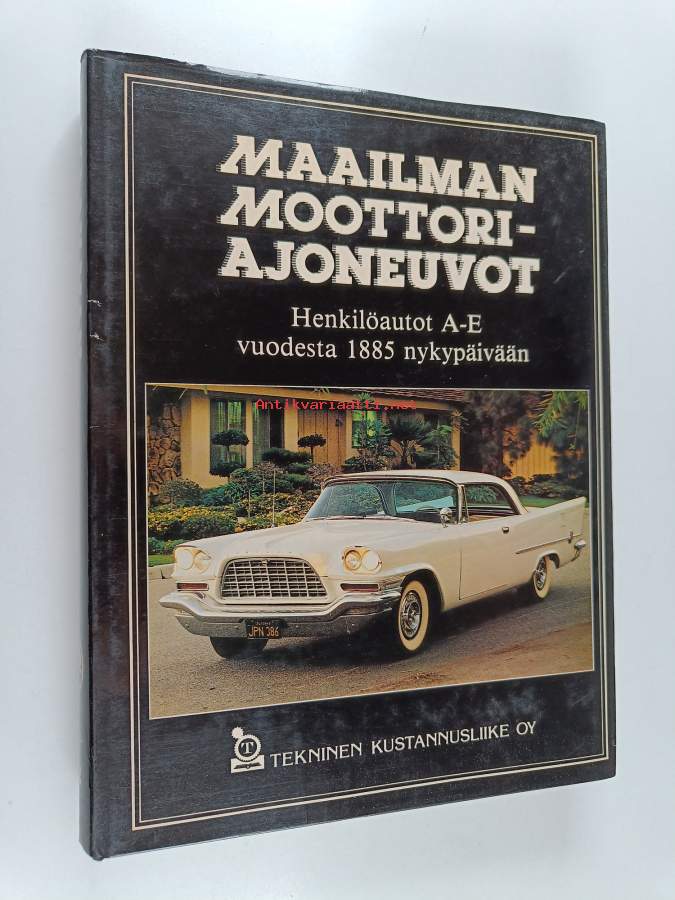 MAAILMAN
MOOTTORI-
AJONEUVOT
Henkilöautot A-E
vuodesta 1885 nykypäivään
Antikvariaatti.net
JPN 386
T
TEKNINEN KUSTANNUSLIIKE OY